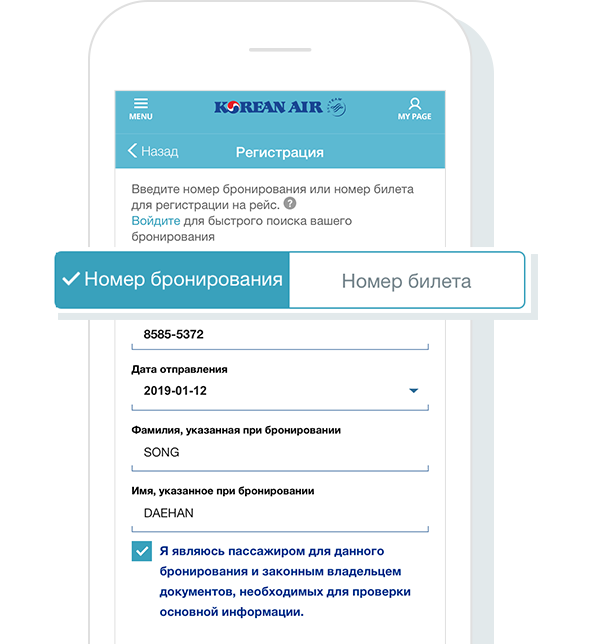 MENU
KOREAN AIR
MY PAGE
Назад
Регистрация
Введите номер бронирования или номер билета
для регистрации на рейс. ?
Войдите для быстрого поиска вашего
бронирования
Номер бронирования
Номер билета
8585-5372
Дата отправления
2019-01-12
Фамилия, указанная при бронировании
SONG
Имя, указанное при бронировании
DAEHAN
Я являюсь пассажиром для данного
бронирования и законным владельцем
документов, необходимых для проверки
основной информации.